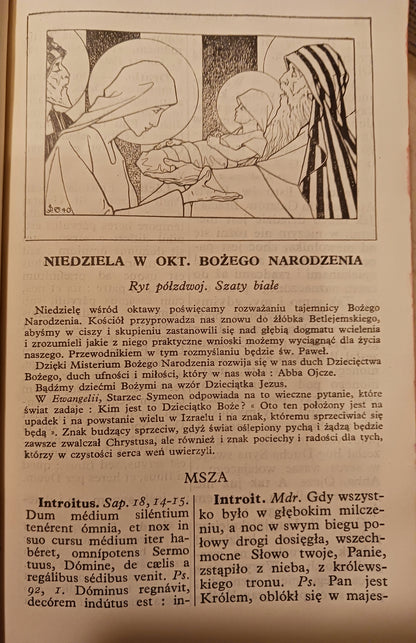 NIEDZIELA W OKT. BOŻEGO NARODZENIA
Ryt półzdwoj. Szaty białe
Niedzielę wśród oktawy poświęcamy rozważaniu tajemnicy Bożego
Narodzenia. Kościół przyprowadza nas znowu do żłóbka Betlejemskiego,
abyśmy w ciszy i skupieniu zastanowili się nad głębią dogmatu wcielenia
i zrozumieli jakie z niego praktyczne wnioski możemy wyciągnąć dla życia
naszego. Przewodnikiem w tym rozmyślaniu będzie św. Paweł.
Dzięki Misterium Bożego Narodzenia rozwija się w nas duch Dziecięctwa
Bożego, duch ufności i miłości, który w nas woła : Abba Ojcze.
Bądźmy dziećmi Bożymi na wzór Dzieciątka Jezus.
W Ewangelii, Starzec Symeon odpowiada na to wieczne pytanie, które
świat zadaje : Kim jest to Dzieciątko Boże? « Oto ten położony jest na
upadek i na powstanie wielu w Izraelu i na znak, któremu sprzeciwiać się
będą ». Znak budzący sprzeciw, gdyż świat oślepiony pychą i żądzą będzie
zawsze zwalczał Chrystusa, ale również i znak pociechy i radości dla tych,
którzy w czystości serca weń uwierzyli.
MSZA
Introitus. Sap. 18, 14-15.
Dum médium siléntium
tenérent ómnia, et nox in
suo cursu médium iter ha-
béret, omnípotens Sermo
tuus, Dómine, de cælis a
regálibus sédibus venit. Ps.
92, 1. Dóminus regnávit,
decórem indútus est : in-
Introit. Mdr. Gdy wszyst-
ko było w głębokim milcze-
niu, a noc w swym biegu po-
łowy drogi dosięgła, wszech-
mocne Słowo twoje, Panie,
zstąpiło z nieba, z królews-
kiego tronu. Ps. Pan jest
Królem, oblókł się w majes-